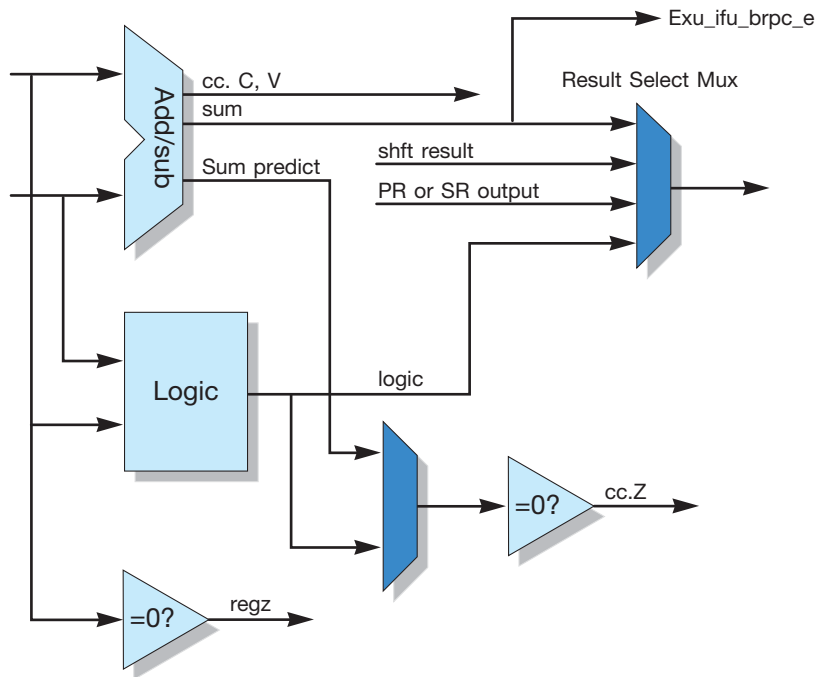 Exu_ifu_brpc_e
Result Select Mux
cc. C, V
sum
Add/sub
shft result
Sum predict
PR or SR output
logic
Logic
=0?
cc.Z
=0?
regz